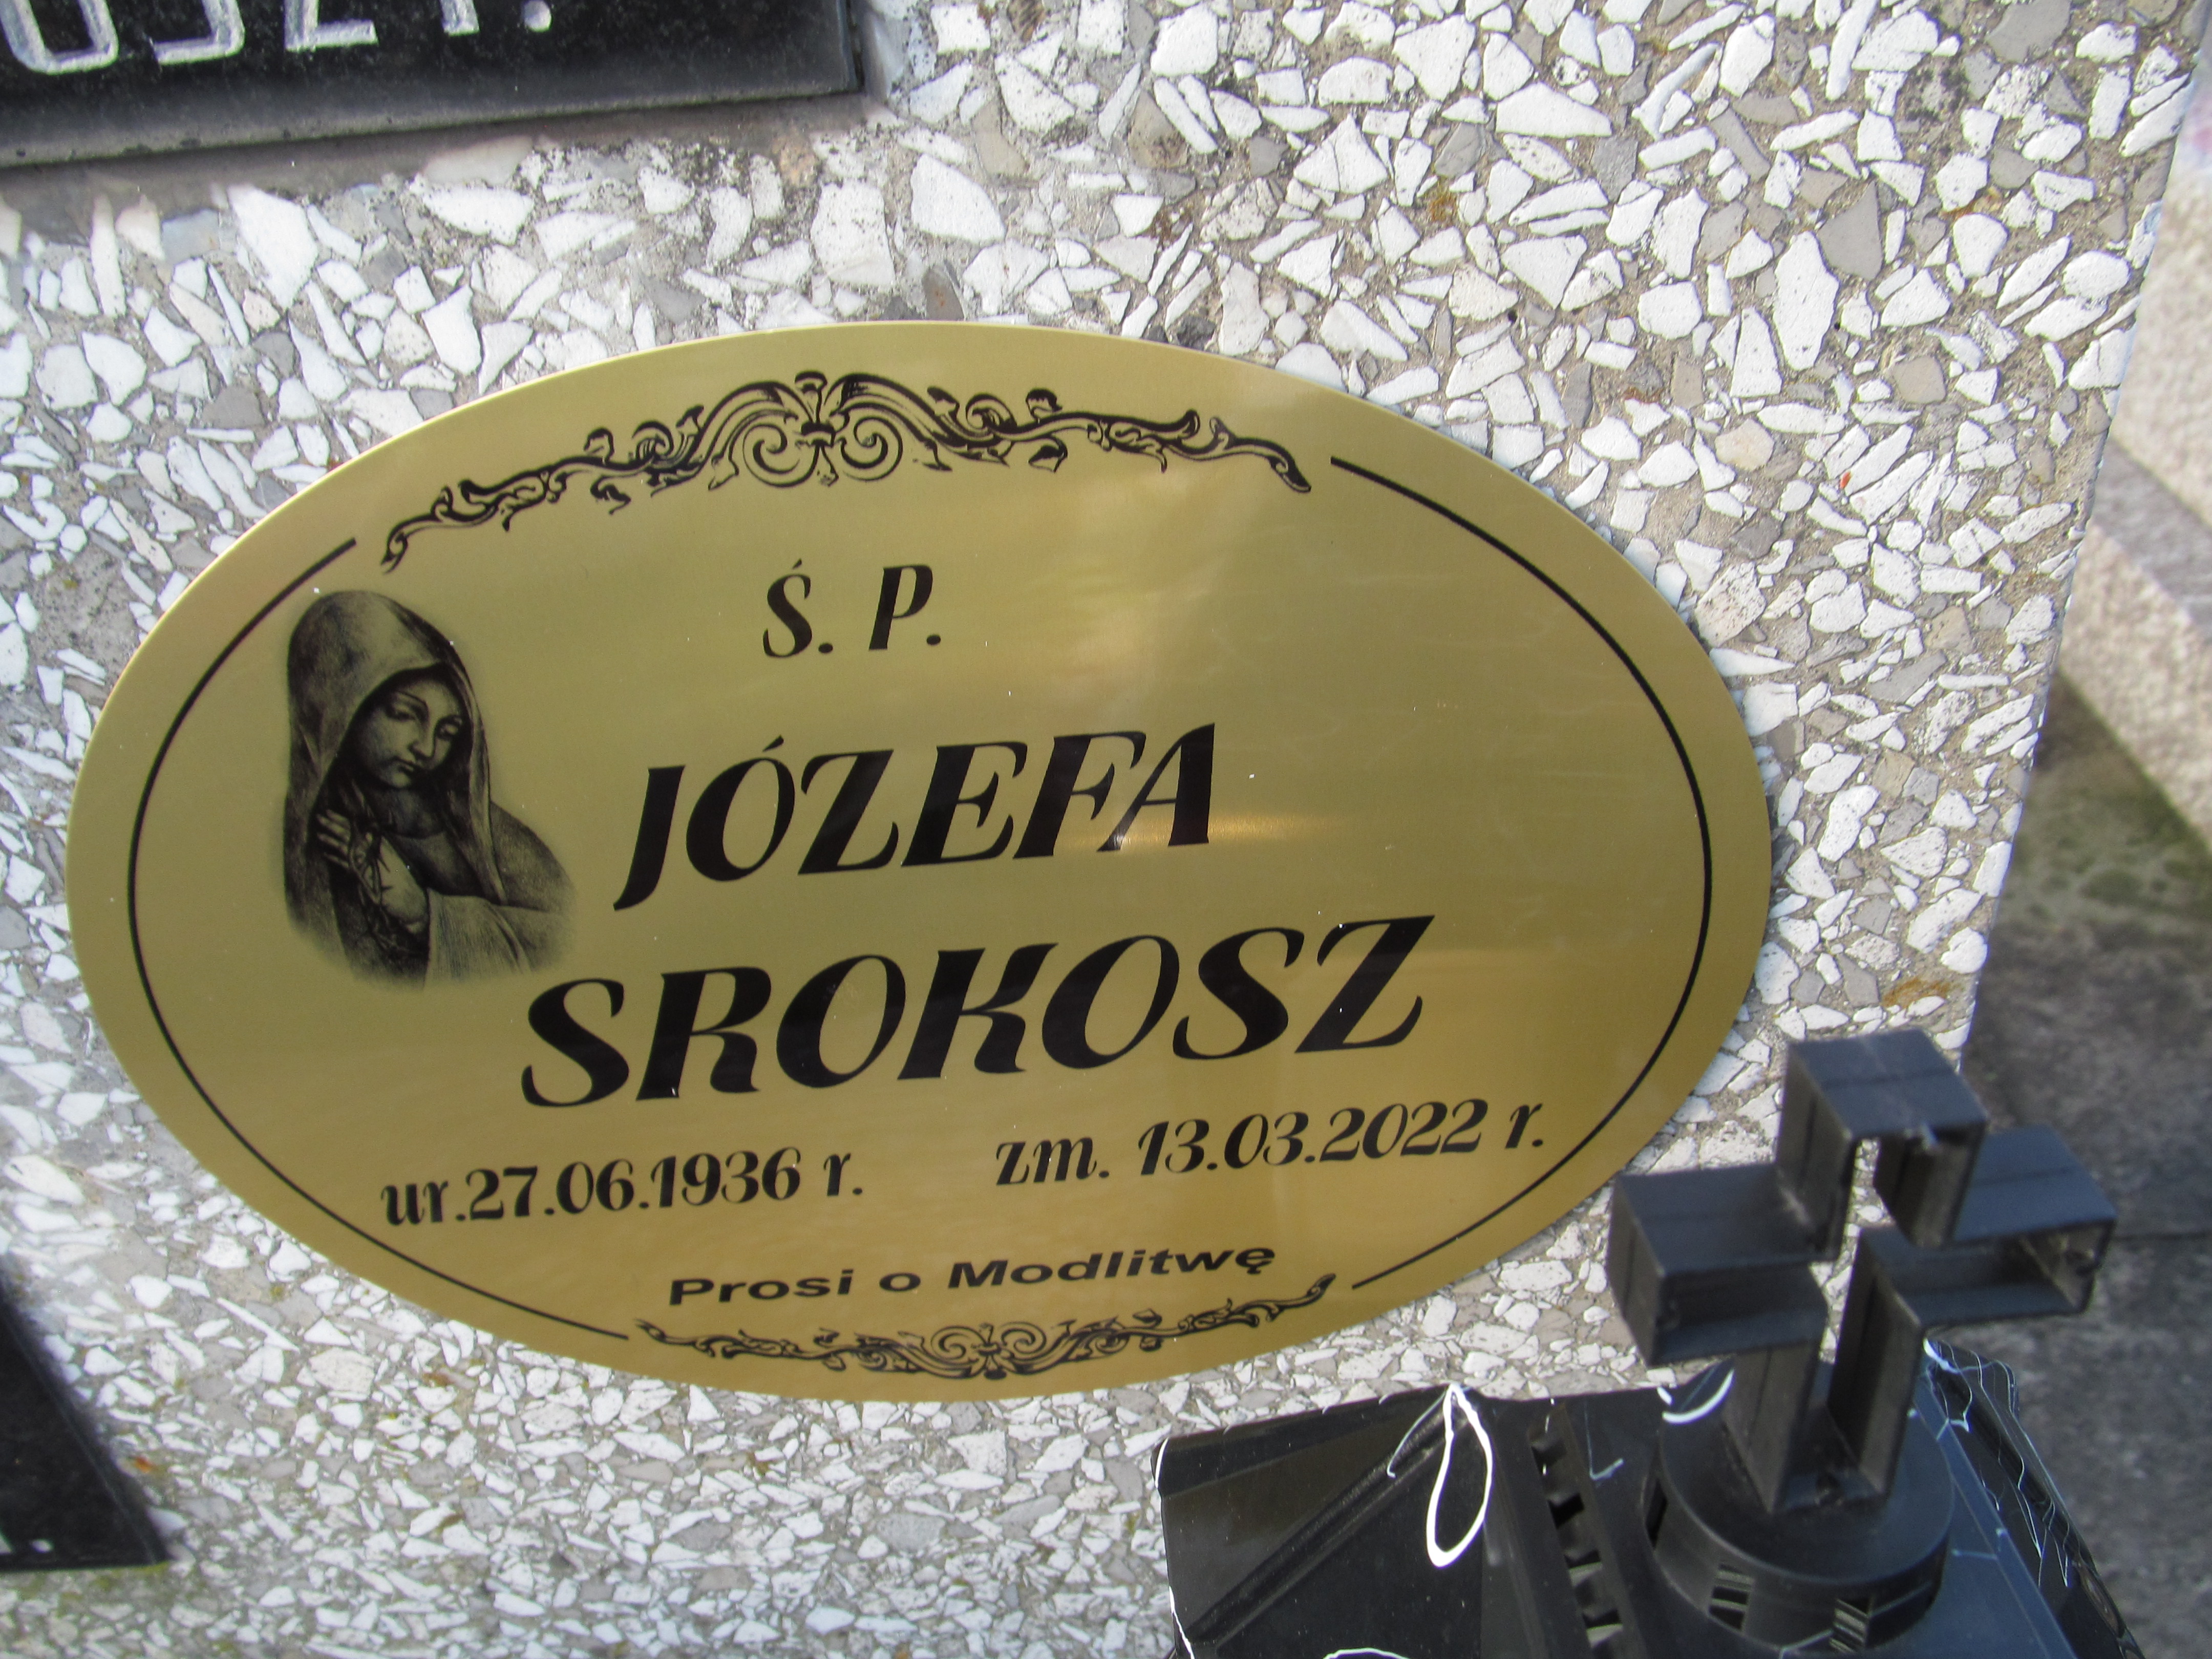 Ś. P.
JÓZEFA
SROKOSZ
ur.27.06.1936 r.
zm. 13.03.2022 r.
Prosi o Modlitwę